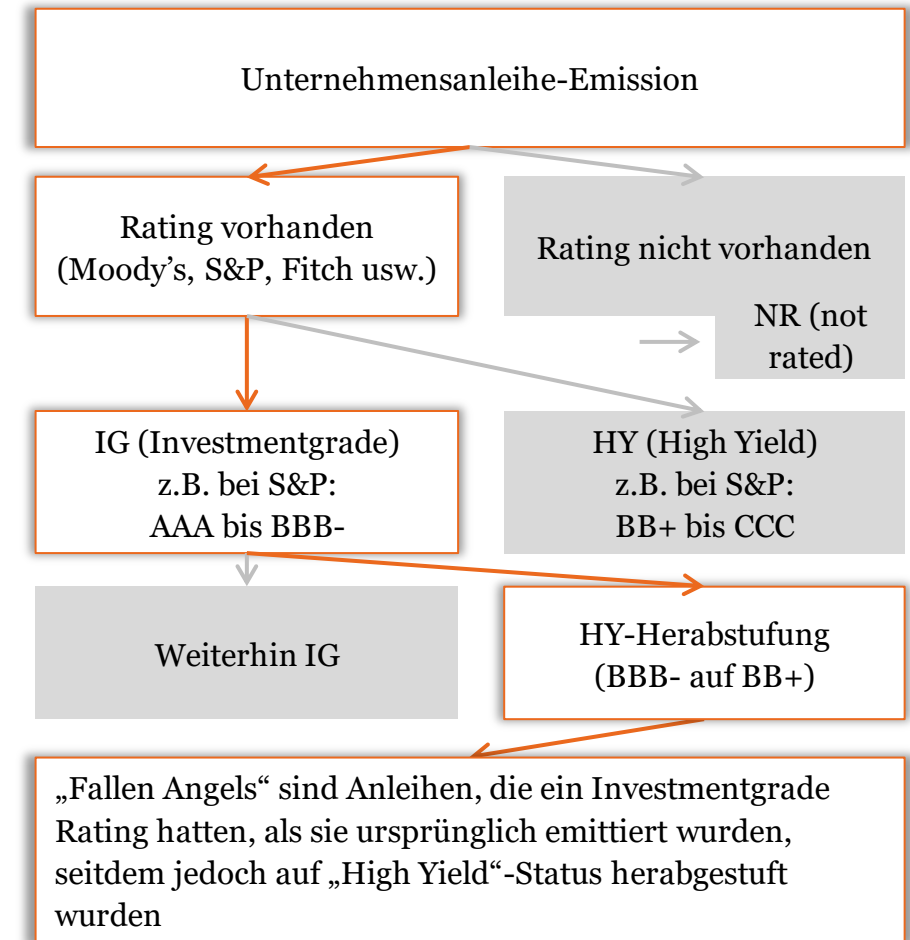 Unternehmensanleihe-Emission
Rating vorhanden
(Moody’s, S&P, Fitch usw.)
Rating nicht vorhanden
NR (not
rated)
IG (Investmentgrade)
z.B. bei S&P:
AAA bis BBB-
HY (High Yield)
z.B. bei S&P:
BB+ bis CCC
Weiterhin IG
HY-Herabstufung
(BBB- auf BB+)
„Fallen Angels“ sind Anleihen, die ein Investmentgrade
Rating hatten, als sie ursprünglich emittiert wurden,
seitdem jedoch auf „High Yield“-Status herabgestuft
wurden